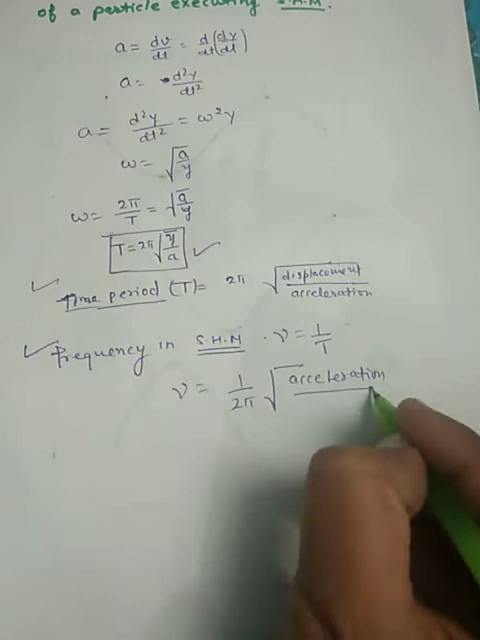 of a particle executing S.H.M.
a = dv/dt = d/dt(dy/dt)
a = d²y/dt²
a = d²y/dt² = ω²y
ω = √(a/y)
ω = 2π/T = √(a/y)
T = 2π√(y/a) ✓
✓ Time period (T) = 2π √(displacement/acceleration)
✓ Frequency in S.H.M. ν = 1/T
ν = 1/2π √acceleration